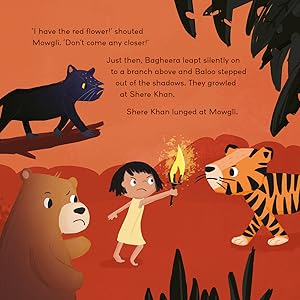 'I have the red flower!' shouted
Mowgli. 'Don't come any closer!'
Just then, Bagheera leapt silently on
to a branch above and Baloo stepped
out of the shadows. They growled
at Shere Khan.
Shere Khan lunged at Mowgli.